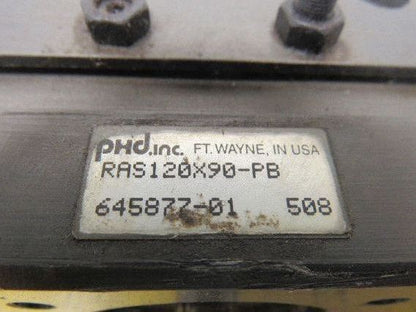 PHD.inc. FT. WAYNE, IN USA
RAS120X90-PB
645877-01 508